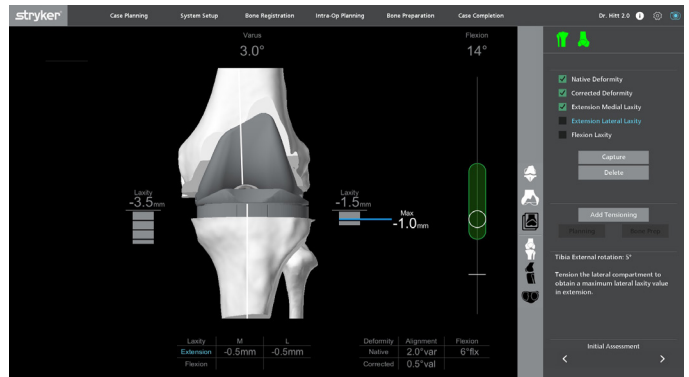 stryker
Case Planning
System Setup
Bone Registration
Intra-Op Planning
Bone Preparation
Case Completion
Dr. Hitt 2.0
Varus
3.0°
Flexion
14°
Native Deformity
Corrected Deformity
Extension Medial Laxity
Extension Lateral Laxity
Flexion Laxity
Capture
Delete
Laxity
-3.5mm
Laxity
-1.5mm
Max
-1.0mm
Add Tensioning
Planning
Bone Prep
Tibia External rotation: 5°
Tension the lateral compartment to
obtain a maximum lateral laxity value
in extension.
Laxity M L
Extension -0.5mm -0.5mm
Flexion
Deformity Alignment Flexion
Native 2.0°var 6°flx
Corrected 0.5°val
Initial Assessment